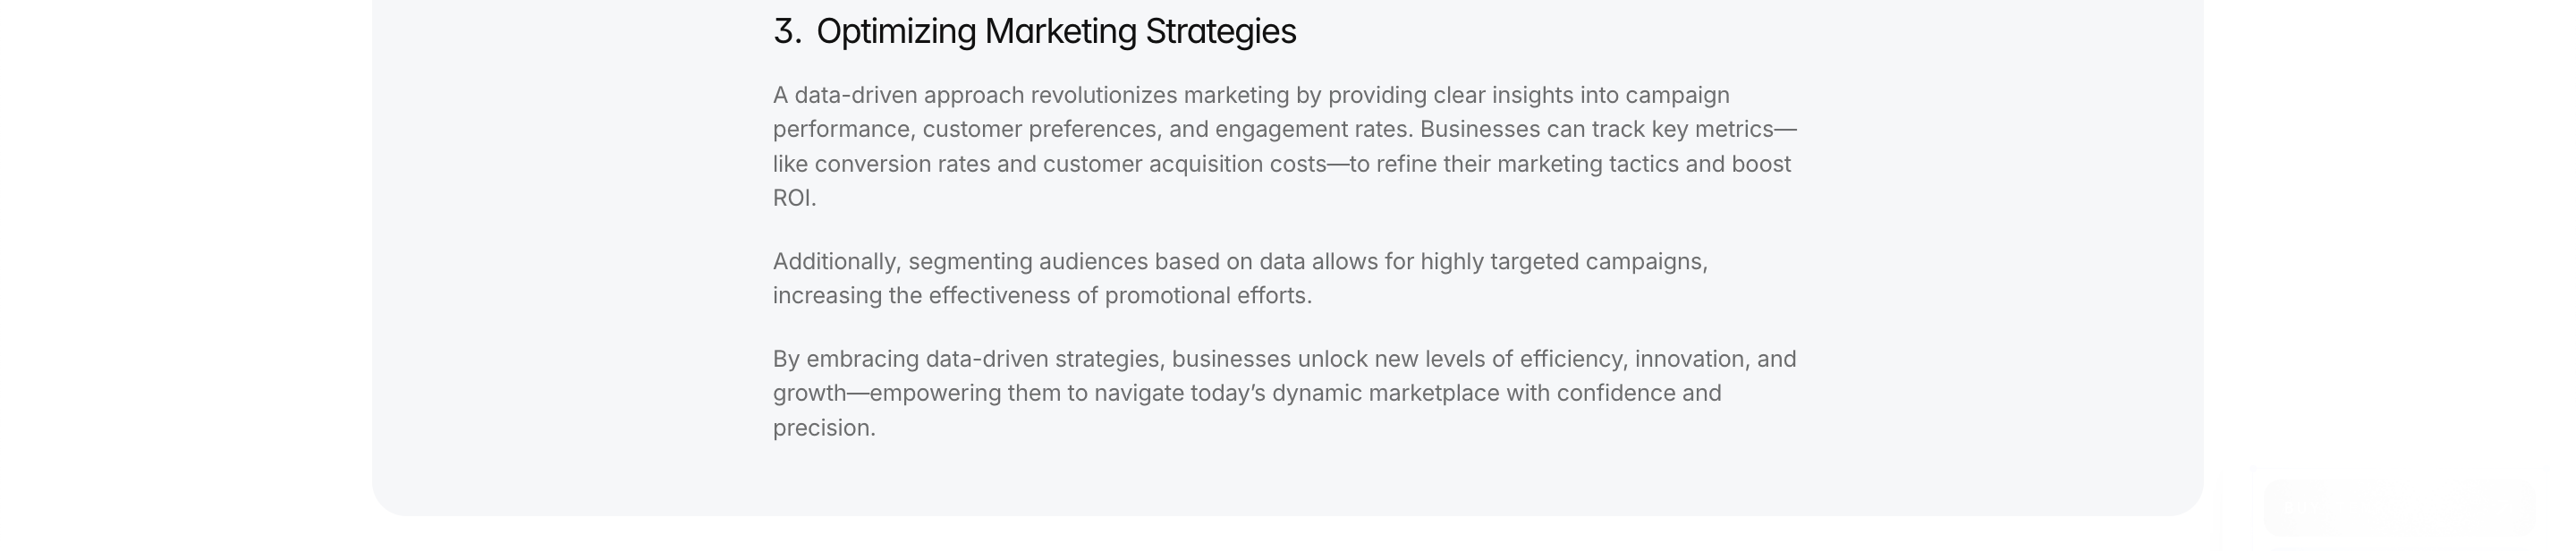 3. Optimizing Marketing Strategies
A data-driven approach revolutionizes marketing by providing clear insights into campaign
performance, customer preferences, and engagement rates. Businesses can track key metrics—
like conversion rates and customer acquisition costs—to refine their marketing tactics and boost
ROI.
Additionally, segmenting audiences based on data allows for highly targeted campaigns,
increasing the effectiveness of promotional efforts.
By embracing data-driven strategies, businesses unlock new levels of efficiency, innovation, and
growth—empowering them to navigate today’s dynamic marketplace with confidence and
precision.